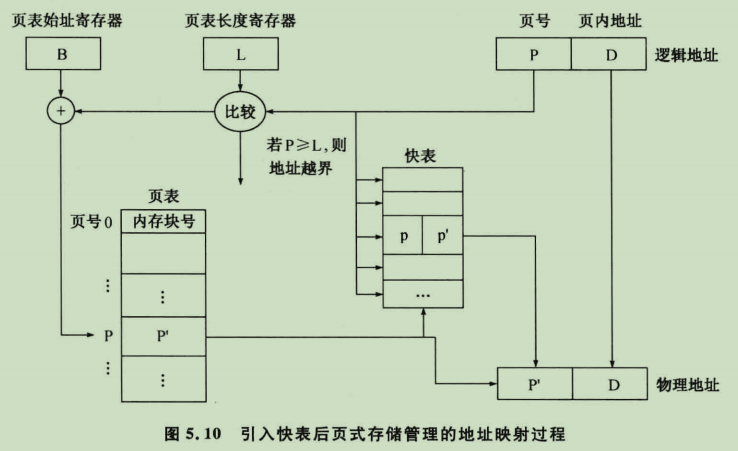 页表始址寄存器 页表长度寄存器 页号 页内地址
B L P D 逻辑地址
+ 比较
若P≥L,则
地址越界
快表
页表
页号0 内存块号
p p'
⋮ ⋮ …
P P'
⋮ ⋮
P' D 物理地址
图 5.10 引入快表后页式存储管理的地址映射过程